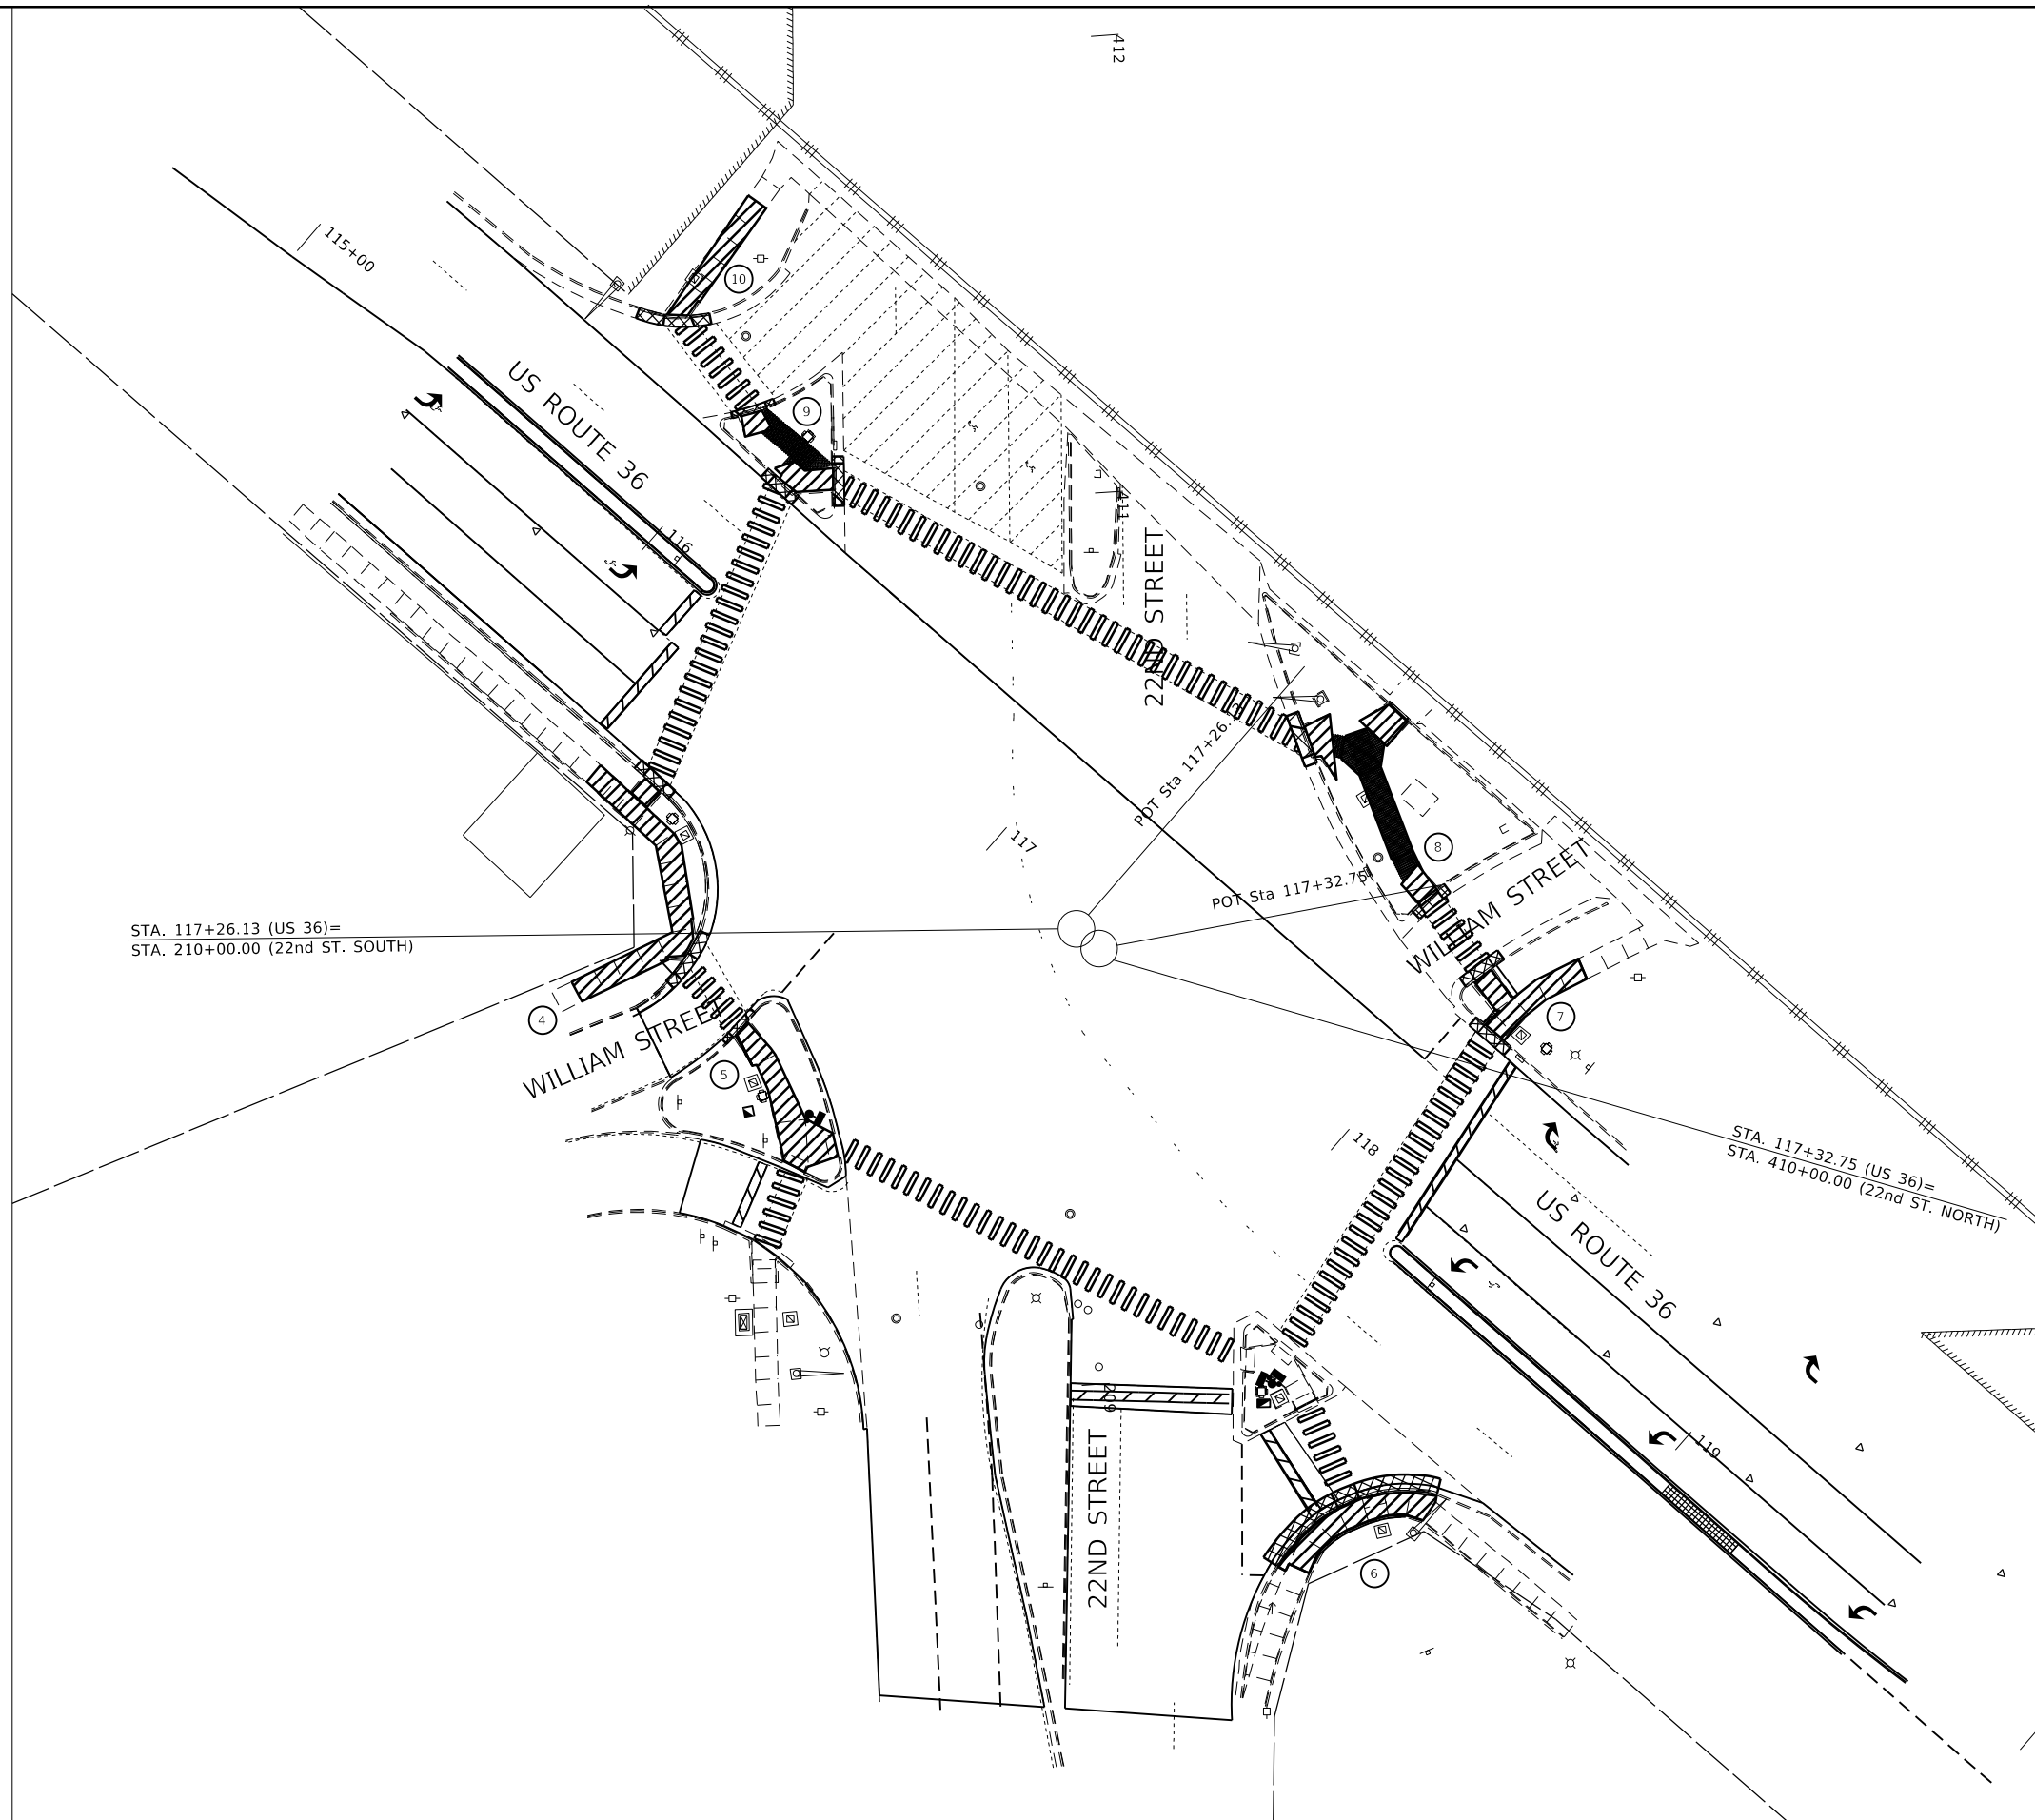 412
115+00
10
9
US ROUTE 36
411
116
22ND STREET
POT Sta 117+26.
117
8
WILLIAM STREET
POT Sta 117+32.75
STA. 117+26.13 (US 36)=
STA. 210+00.00 (22nd ST. SOUTH)
4
7
WILLIAM STREET
5
118
STA. 117+32.75 (US 36)=
STA. 410+00.00 (22nd ST. NORTH)
US ROUTE 36
209
22ND STREET
119
6